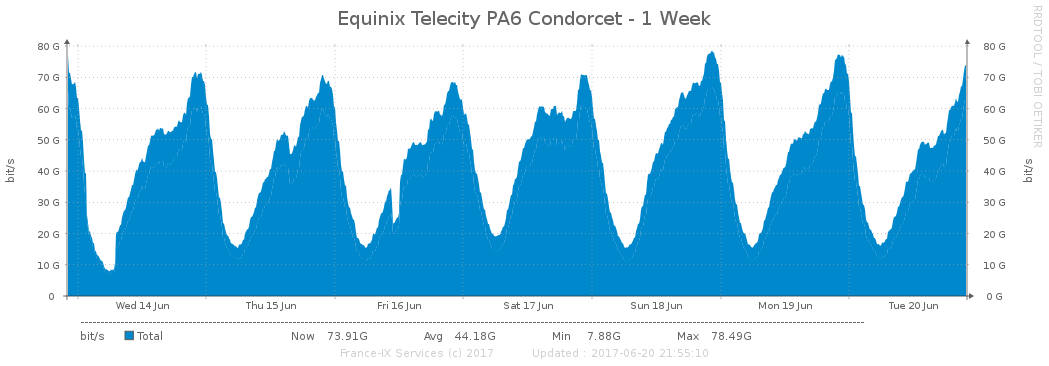 Equinix Telecity PA6 Condorcet - 1 Week
RRDTOOL / TOBI OETIKER
80 G 80 G
70 G 70 G
60 G 60 G
50 G 50 G
40 G 40 G
30 G 30 G
20 G 20 G
10 G 10 G
0 0 G
bit/s bit/s
Wed 14 Jun Thu 15 Jun Fri 16 Jun Sat 17 Jun Sun 18 Jun Mon 19 Jun Tue 20 Jun
bit/s Total Now 73.91G Avg 44.18G Min 7.88G Max 78.49G
France-IX Services (c) 2017 Updated : 2017-06-20 21:55:10